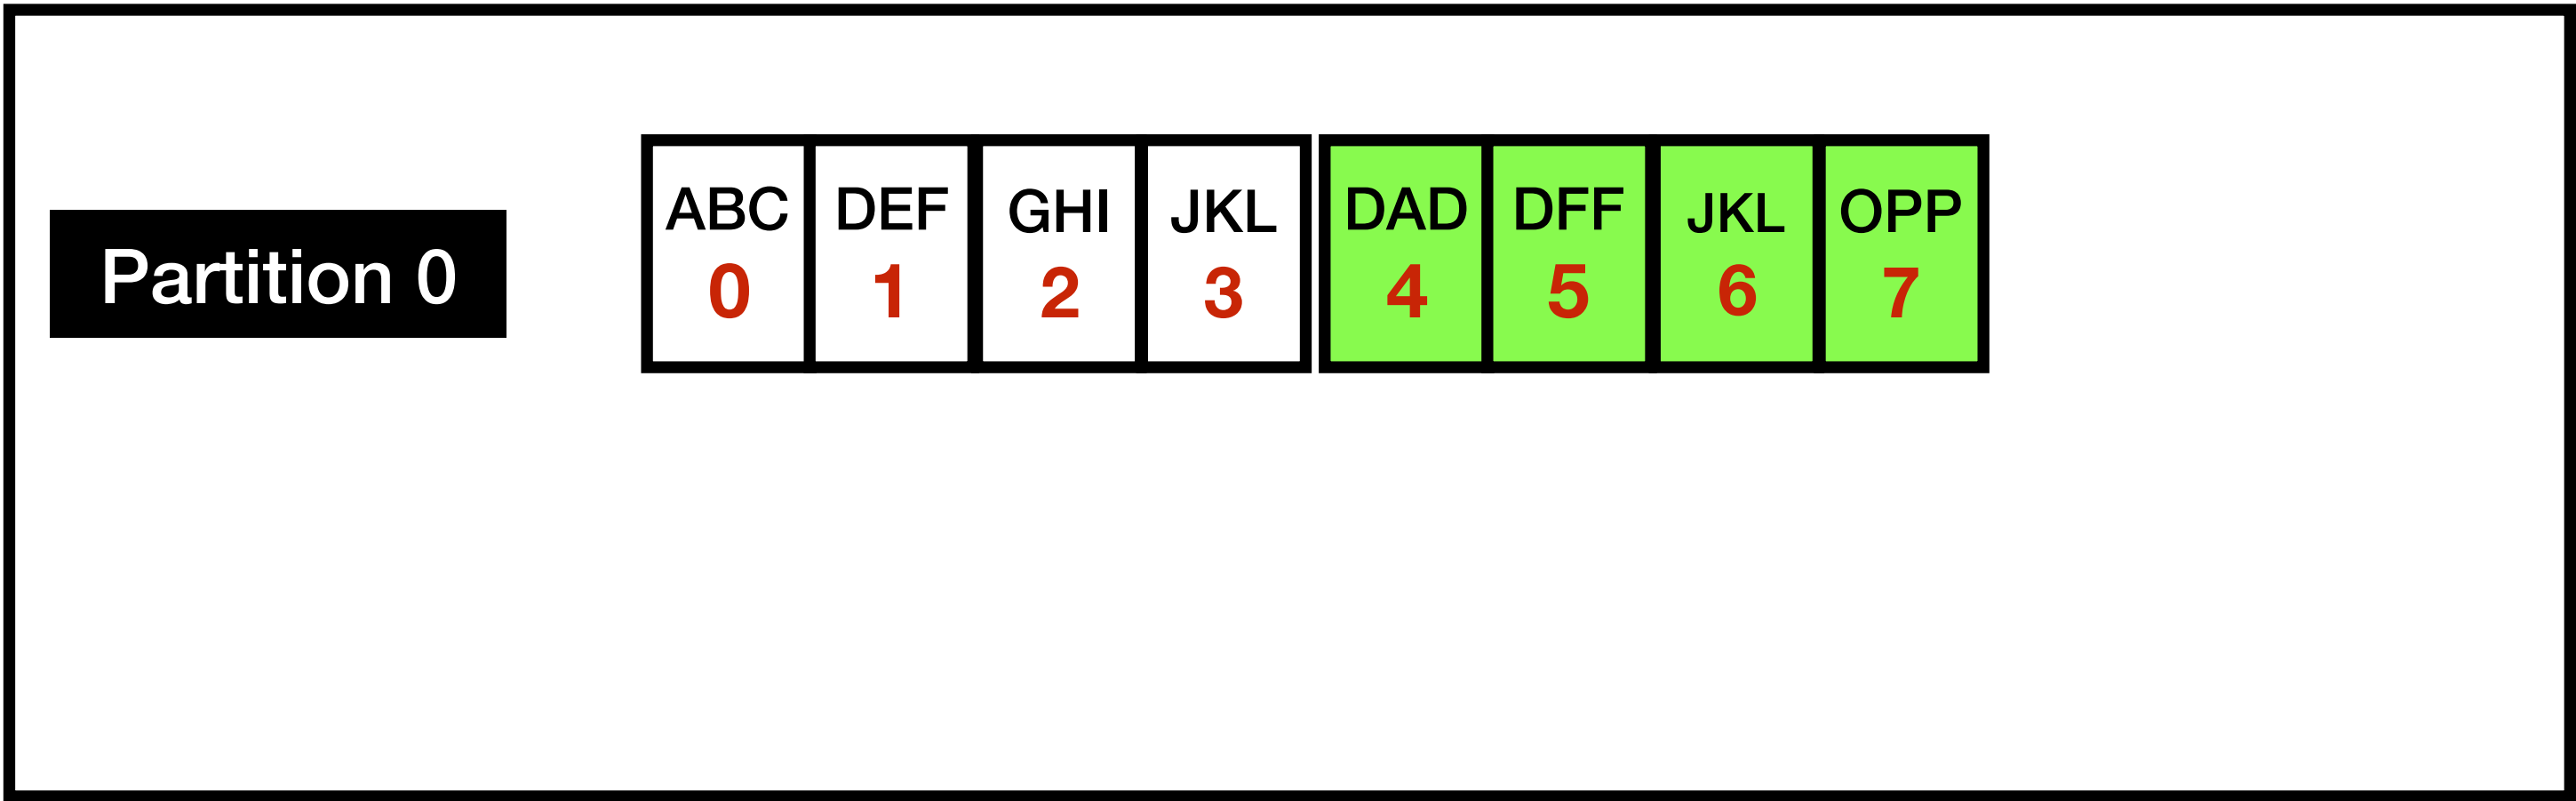 Partition 0
ABC DEF GHI JKL DAD DFF JKL OPP
0 1 2 3 4 5 6 7